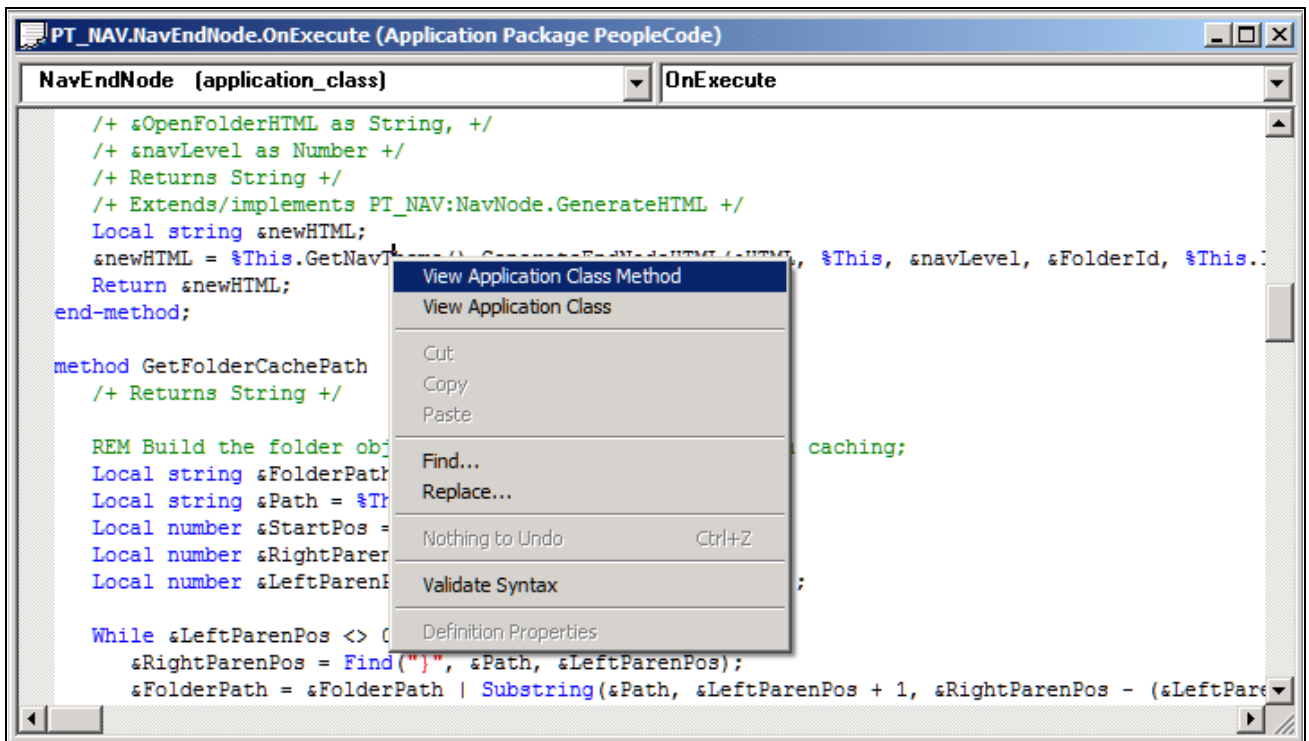 PT_NAV.NavEndNode.OnExecute (Application Package PeopleCode)
NavEndNode (application_class) OnExecute
/+ &OpenFolderHTML as String, +/
/+ &navLevel as Number +/
/+ Returns String +/
/+ Extends/implements PT_NAV:NavNode.GenerateHTML +/
Local string &newHTML;
&newHTML = %This.GetNavTheme().GenerateEndNodeHTML(&HTML, %This, &navLevel, &FolderId, %This.
Return &newHTML;
end-method;
method GetFolderCachePath
/+ Returns String +/
REM Build the folder obj caching;
Local string &FolderPath
Local string &Path = %Th
Local number &StartPos =
Local number &RightParen
Local number &LeftParenP ;
While &LeftParenPos <>
&RightParenPos = Find("}", &Path, &LeftParenPos);
&FolderPath = &FolderPath | Substring(&Path, &LeftParenPos + 1, &RightParenPos - (&LeftPare
View Application Class Method
View Application Class
Cut
Copy
Paste
Find...
Replace...
Nothing to Undo Ctrl+Z
Validate Syntax
Definition Properties